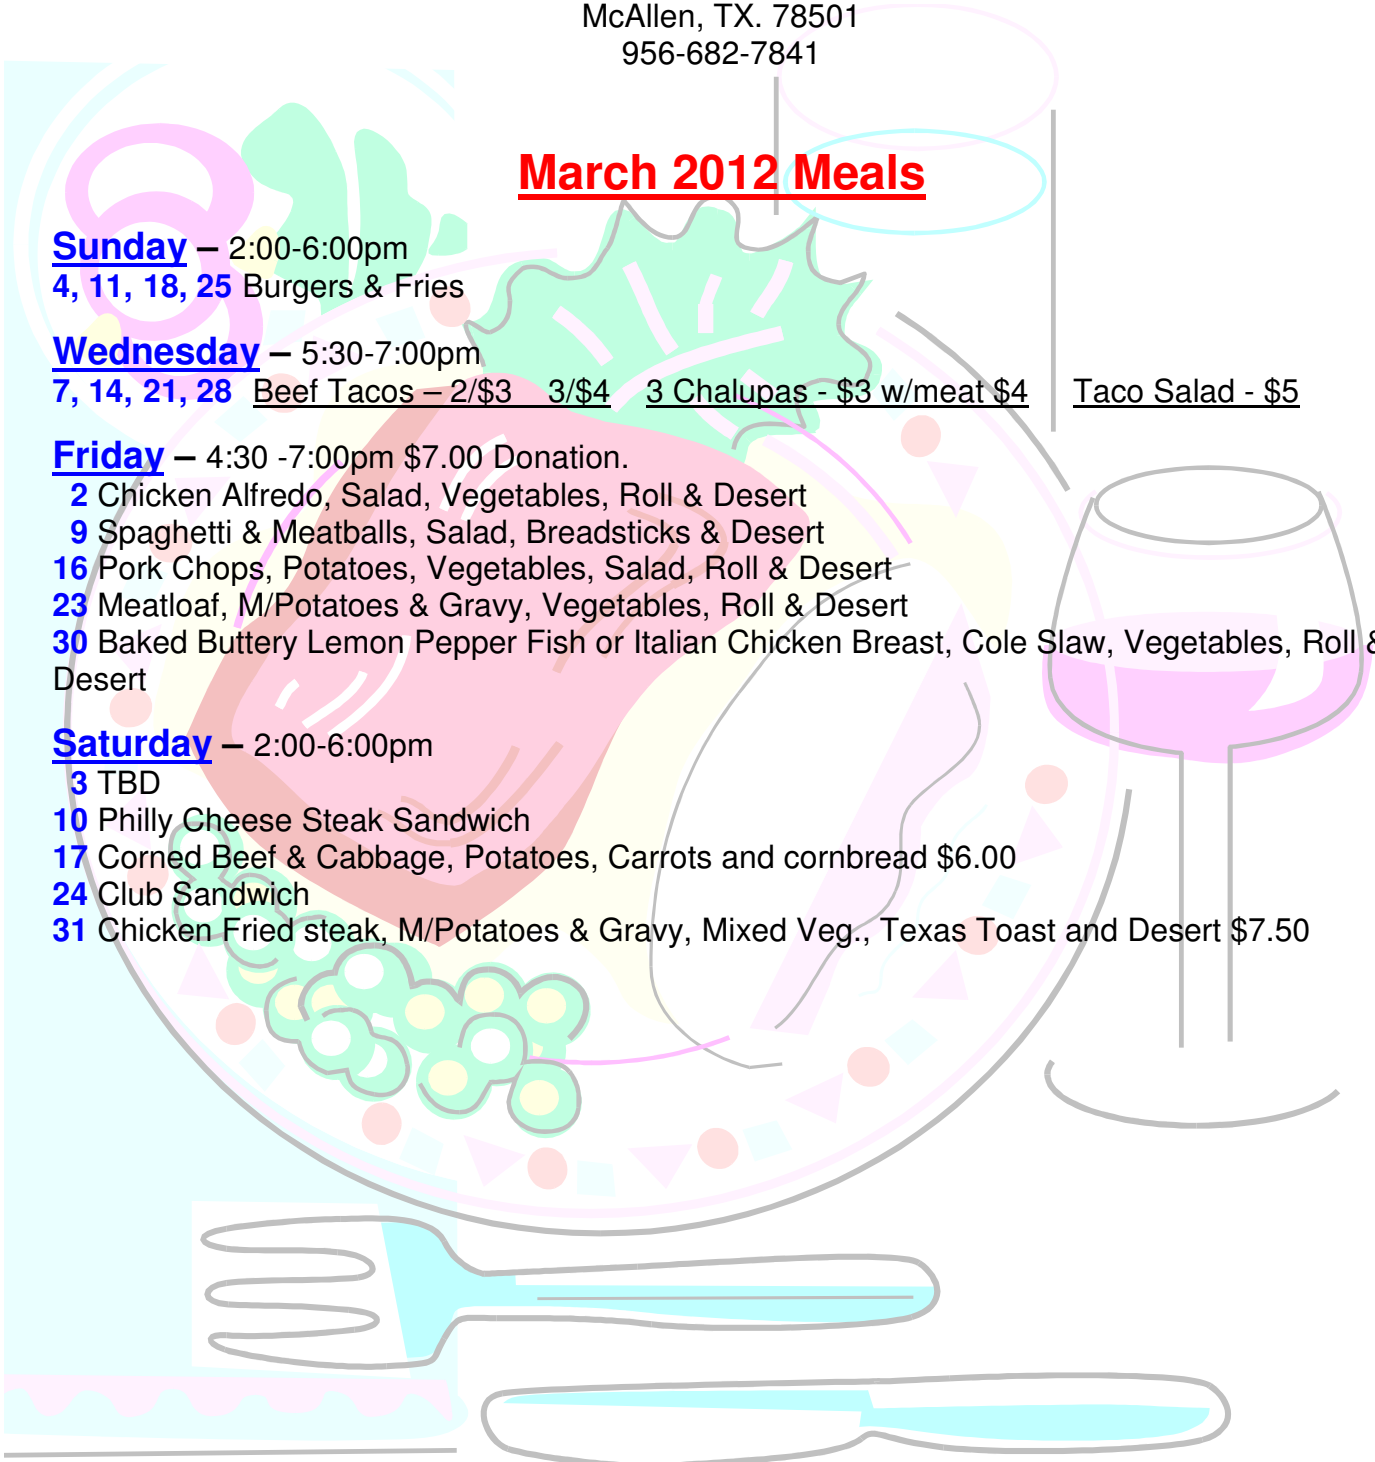 McAllen, TX. 78501
956-682-7841
March 2012 Meals
Sunday – 2:00-6:00pm
4, 11, 18, 25 Burgers & Fries
Wednesday – 5:30-7:00pm
7, 14, 21, 28 Beef Tacos – 2/$3 3/$4 3 Chalupas - $3 w/meat $4 Taco Salad - $5
Friday – 4:30 -7:00pm $7.00 Donation.
2 Chicken Alfredo, Salad, Vegetables, Roll & Desert
9 Spaghetti & Meatballs, Salad, Breadsticks & Desert
16 Pork Chops, Potatoes, Vegetables, Salad, Roll & Desert
23 Meatloaf, M/Potatoes & Gravy, Vegetables, Roll & Desert
30 Baked Buttery Lemon Pepper Fish or Italian Chicken Breast, Cole Slaw, Vegetables, Roll &
Desert
Saturday – 2:00-6:00pm
3 TBD
10 Philly Cheese Steak Sandwich
17 Corned Beef & Cabbage, Potatoes, Carrots and cornbread $6.00
24 Club Sandwich
31 Chicken Fried steak, M/Potatoes & Gravy, Mixed Veg., Texas Toast and Desert $7.50